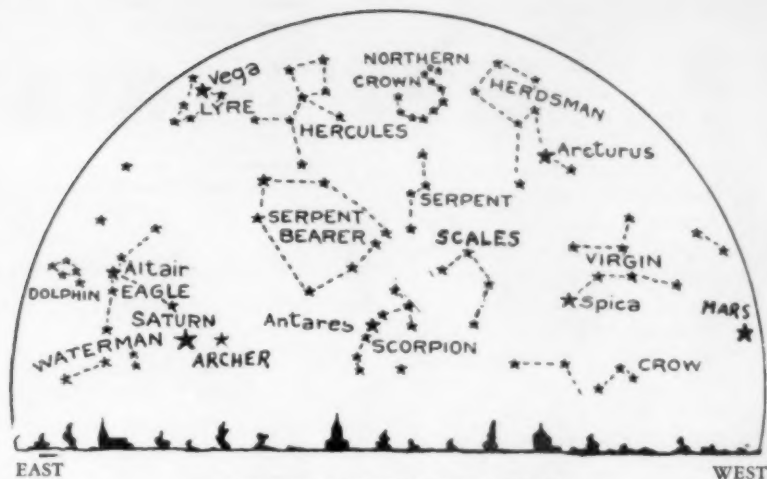 NORTHERN
CROWN
Vega
LYRE
HERCULES
HERDSMAN
Arcturus
SERPENT
SERPENT
BEARER
SCALES
VIRGIN
Altair
DOLPHIN
EAGLE
Spica
MARS
SATURN
Antares
WATERMAN
ARCHER
SCORPION
CROW
EAST
WEST